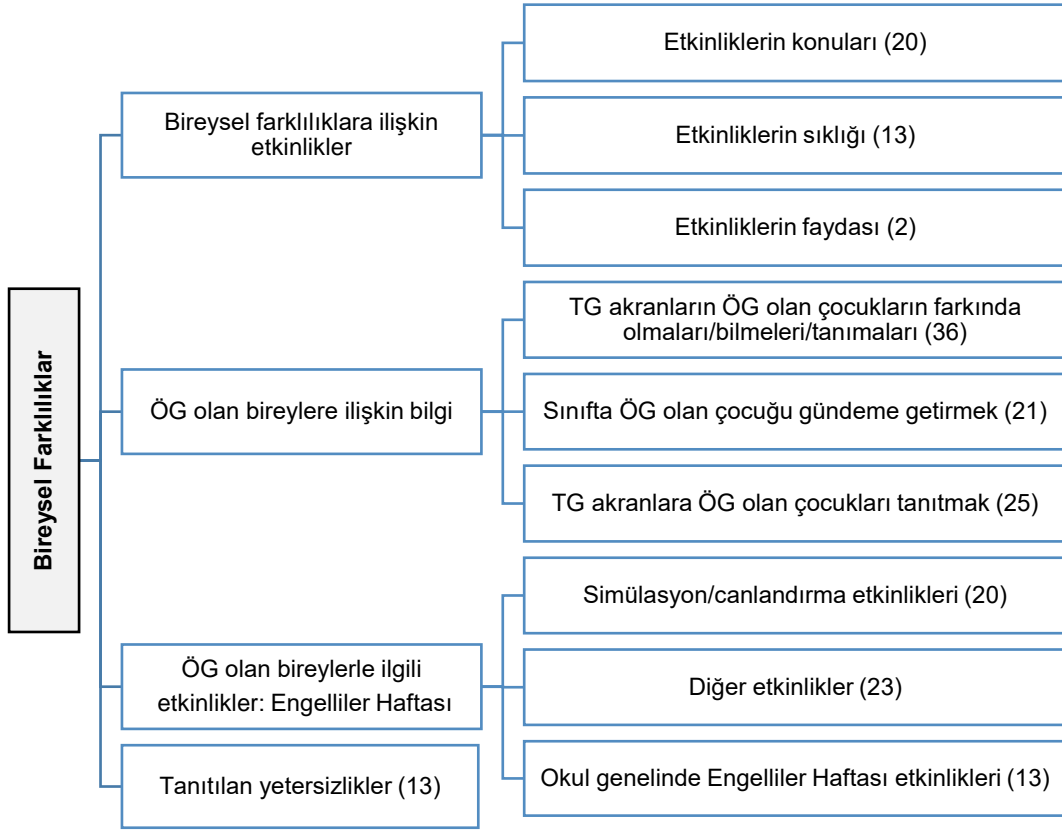 Bireysel Farklılıklar
Bireysel farklılıklara ilişkin
etkinlikler
Etkinliklerin konuları (20)
Etkinliklerin sıklığı (13)
Etkinliklerin faydası (2)
ÖG olan bireylere ilişkin bilgi
TG akranların ÖG olan çocukların farkında
olmaları/bilmeleri/tanımaları (36)
Sınıfta ÖG olan çocuğu gündeme getirmek (21)
TG akranlara ÖG olan çocukları tanıtmak (25)
ÖG olan bireylerle ilgili
etkinlikler: Engelliler Haftası
Simülasyon/canlandırma etkinlikleri (20)
Diğer etkinlikler (23)
Okul genelinde Engelliler Haftası etkinlikleri (13)
Tanıtılan yetersizlikler (13)